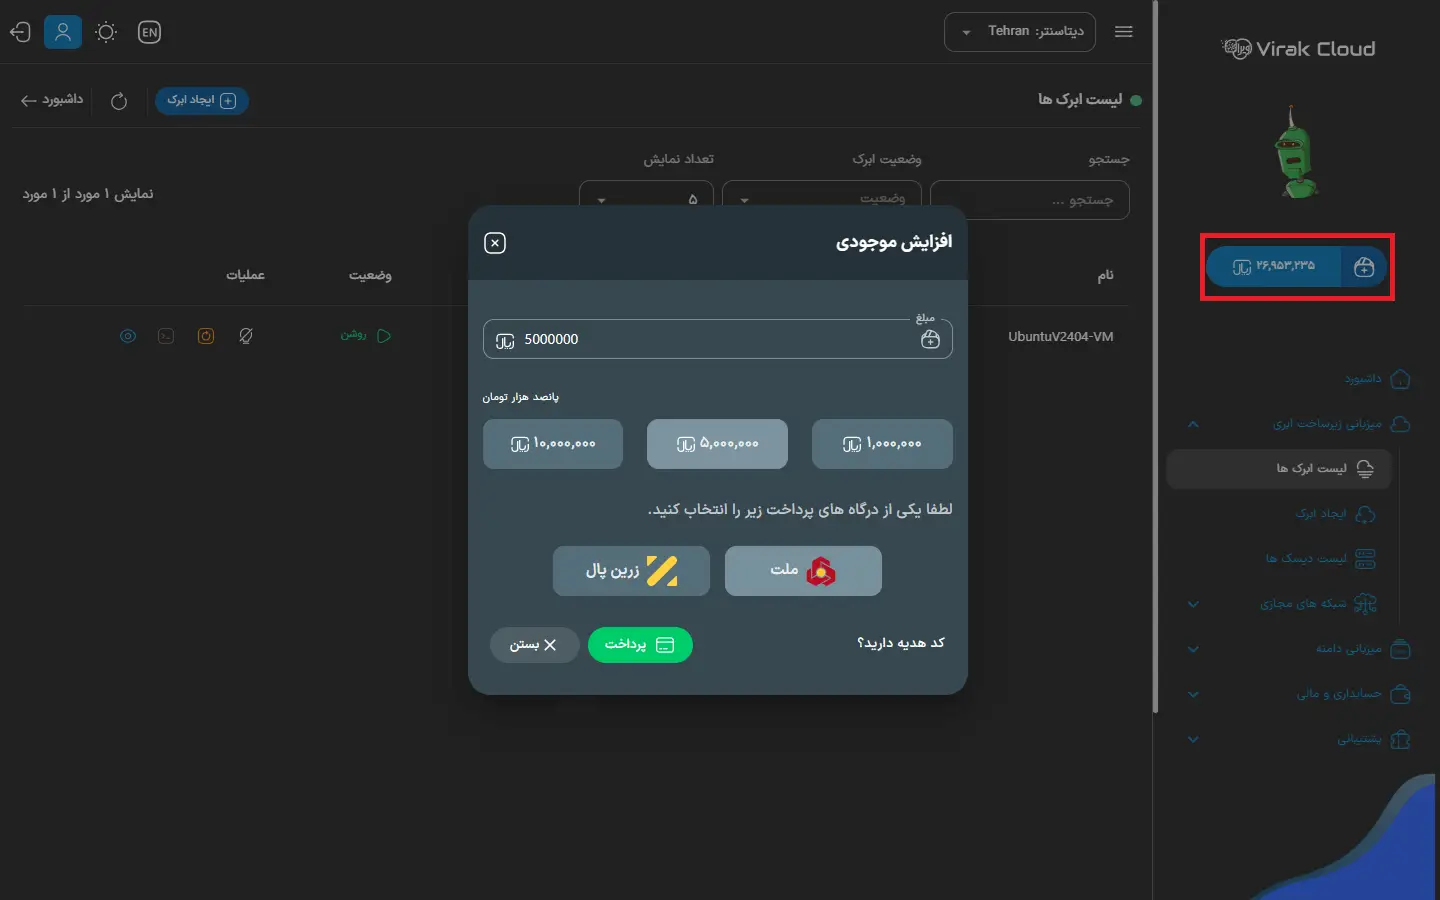 EN
دیتاسنتر: Tehran
Virak Cloud
لیست ابرک ها
ایجاد ابرک
داشبورد
جستجو
وضعیت ابرک
تعداد نمایش
جستجو ...
وضعیت
۵
نمایش ۱ مورد از ۱ مورد
نام
وضعیت
عملیات
UbuntuV2404-VM
روشن
۲۶,۹۵۳,۲۳۵ ریال
داشبورد
میزبانی زیرساخت ابری
لیست ابرک ها
ایجاد ابرک
لیست دیسک ها
شبکه های مجازی
میزبانی دامنه
حسابداری و مالی
پشتیبانی
افزایش موجودی
مبلغ
5000000 ریال
پانصد هزار تومان
۱,۰۰۰,۰۰۰ ریال
۵,۰۰۰,۰۰۰ ریال
۱۰,۰۰۰,۰۰۰ ریال
لطفا یکی از درگاه های پرداخت زیر را انتخاب کنید.
ملت
زرین پال
کد هدیه دارید؟
پرداخت
بستن